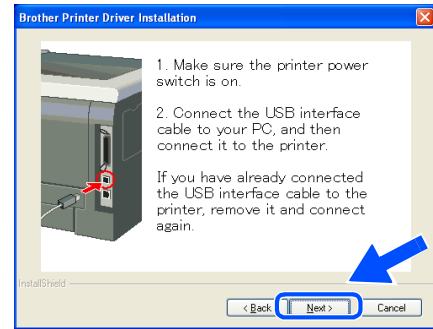 Brother Printer Driver Installation
1. Make sure the printer power
switch is on.
2. Connect the USB interface
cable to your PC, and then
connect it to the printer.
If you have already connected
the USB interface cable to the
printer, remove it and connect
again.
InstallShield
< Back Next > Cancel